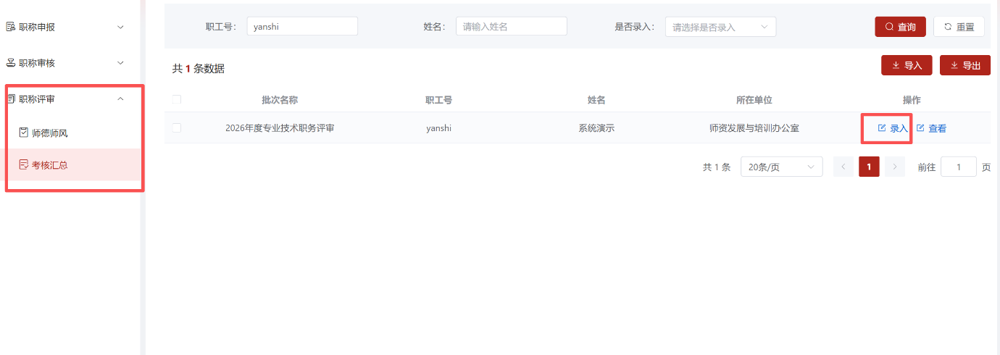 职称申报
职称审核
职称评审
师德师风
考核汇总
职工号： yanshi 姓名： 请输入姓名 是否录入： 请选择是否录入 查询 重置
共 1 条数据 导入 导出
批次名称 职工号 姓名 所在单位 操作
2026年度专业技术职务评审 yanshi 系统演示 师资发展与培训办公室 录入 查看
共 1 条 20条/页 1 前往 1 页